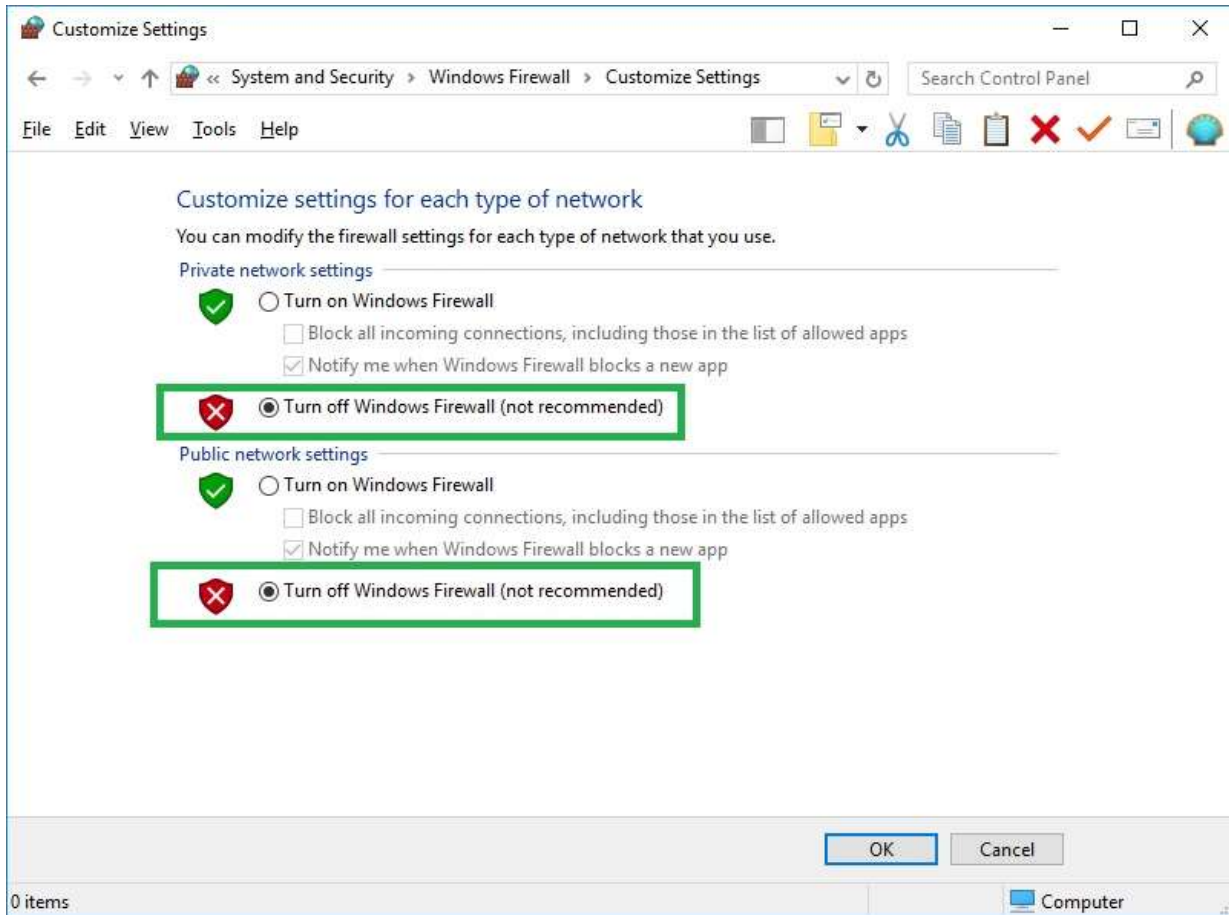 Customize Settings
« System and Security > Windows Firewall > Customize Settings
Search Control Panel
File Edit View Tools Help
Customize settings for each type of network
You can modify the firewall settings for each type of network that you use.
Private network settings
Turn on Windows Firewall
Block all incoming connections, including those in the list of allowed apps
Notify me when Windows Firewall blocks a new app
Turn off Windows Firewall (not recommended)
Public network settings
Turn on Windows Firewall
Block all incoming connections, including those in the list of allowed apps
Notify me when Windows Firewall blocks a new app
Turn off Windows Firewall (not recommended)
OK Cancel
0 items Computer